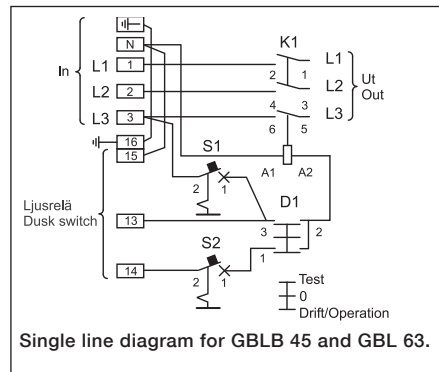 N
K1
In
L1 1
L1
2 1
L2 2
L2
Ut
Out
4 3
L3 3
L3
6 5
16
15
S1
A1 A2
Ljusrelä
Dusk switch
2 1
D1
13
3 2
S2
1
14
2 1
Test
0
Drift/Operation
Single line diagram for GBLB 45 and GBL 63.